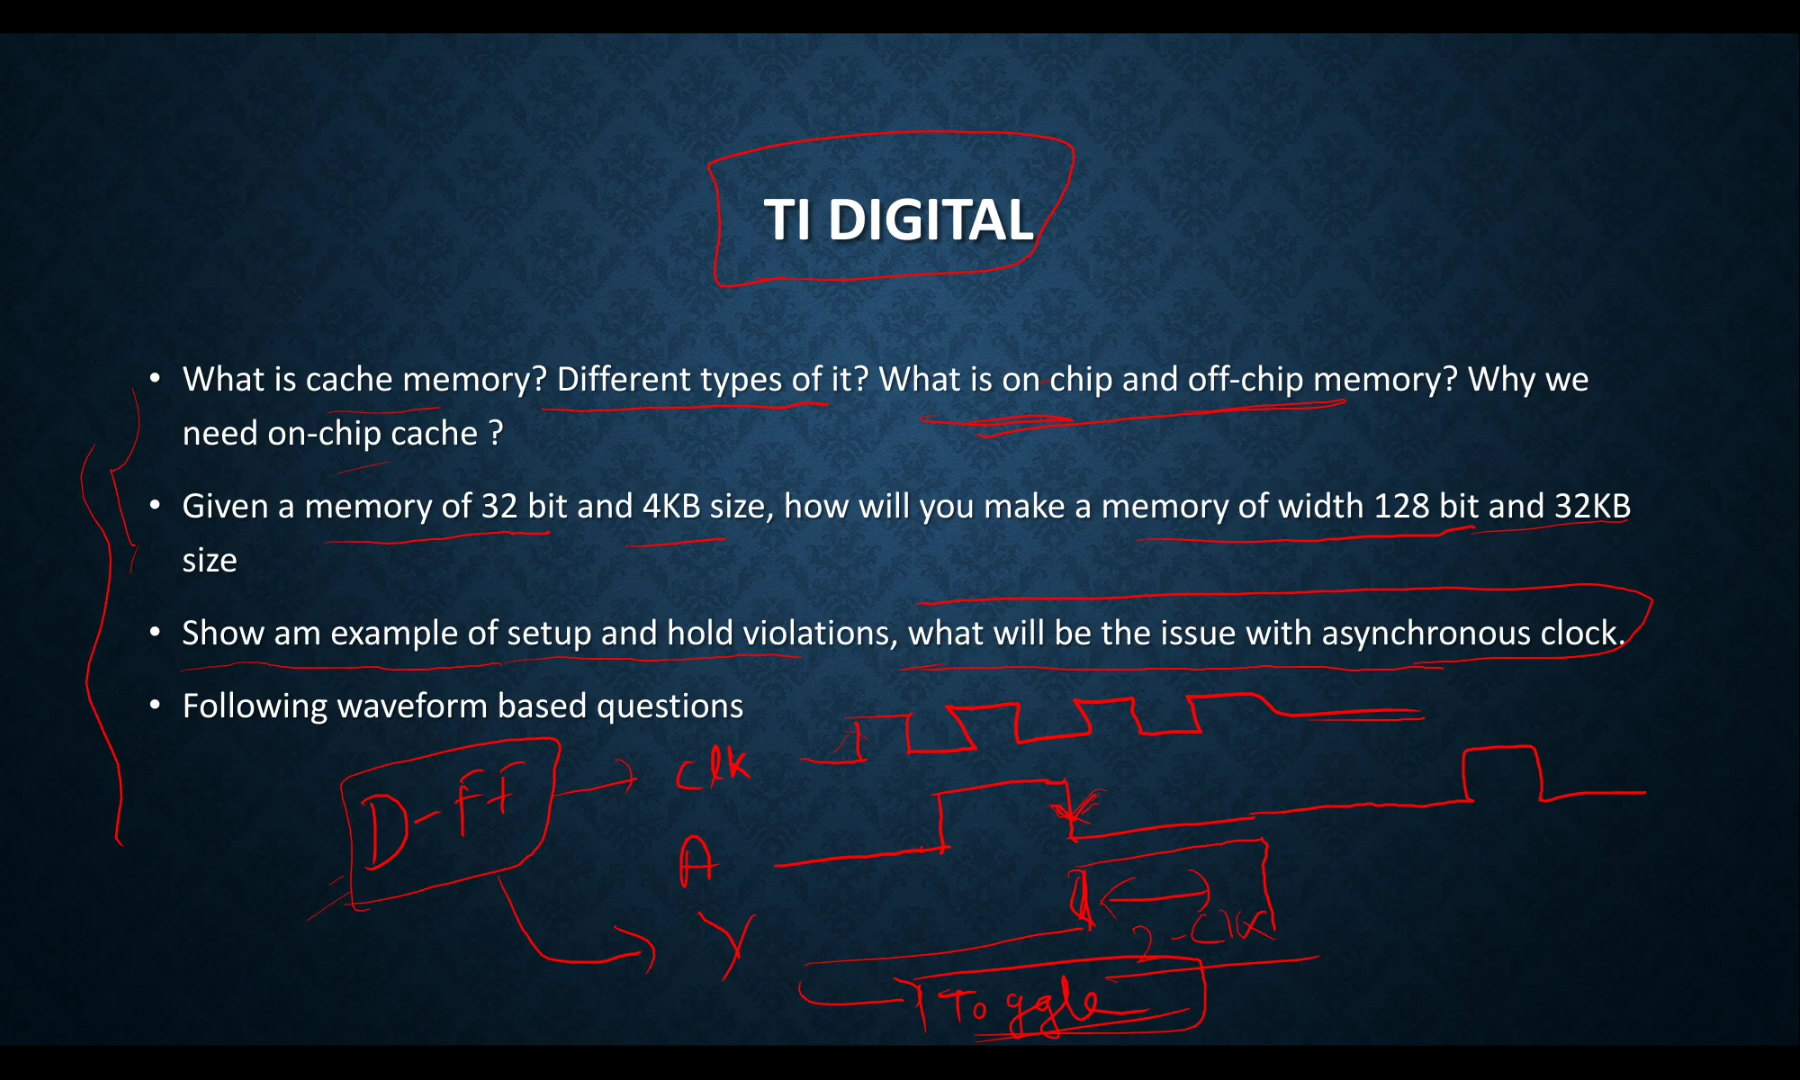 TI DIGITAL
• What is cache memory? Different types of it? What is on-chip and off-chip memory? Why we
need on-chip cache ?
• Given a memory of 32 bit and 4KB size, how will you make a memory of width 128 bit and 32KB
size
• Show am example of setup and hold violations, what will be the issue with asynchronous clock.
• Following waveform based questions
D-ff
clk
A
Y
2-clk
Toggle